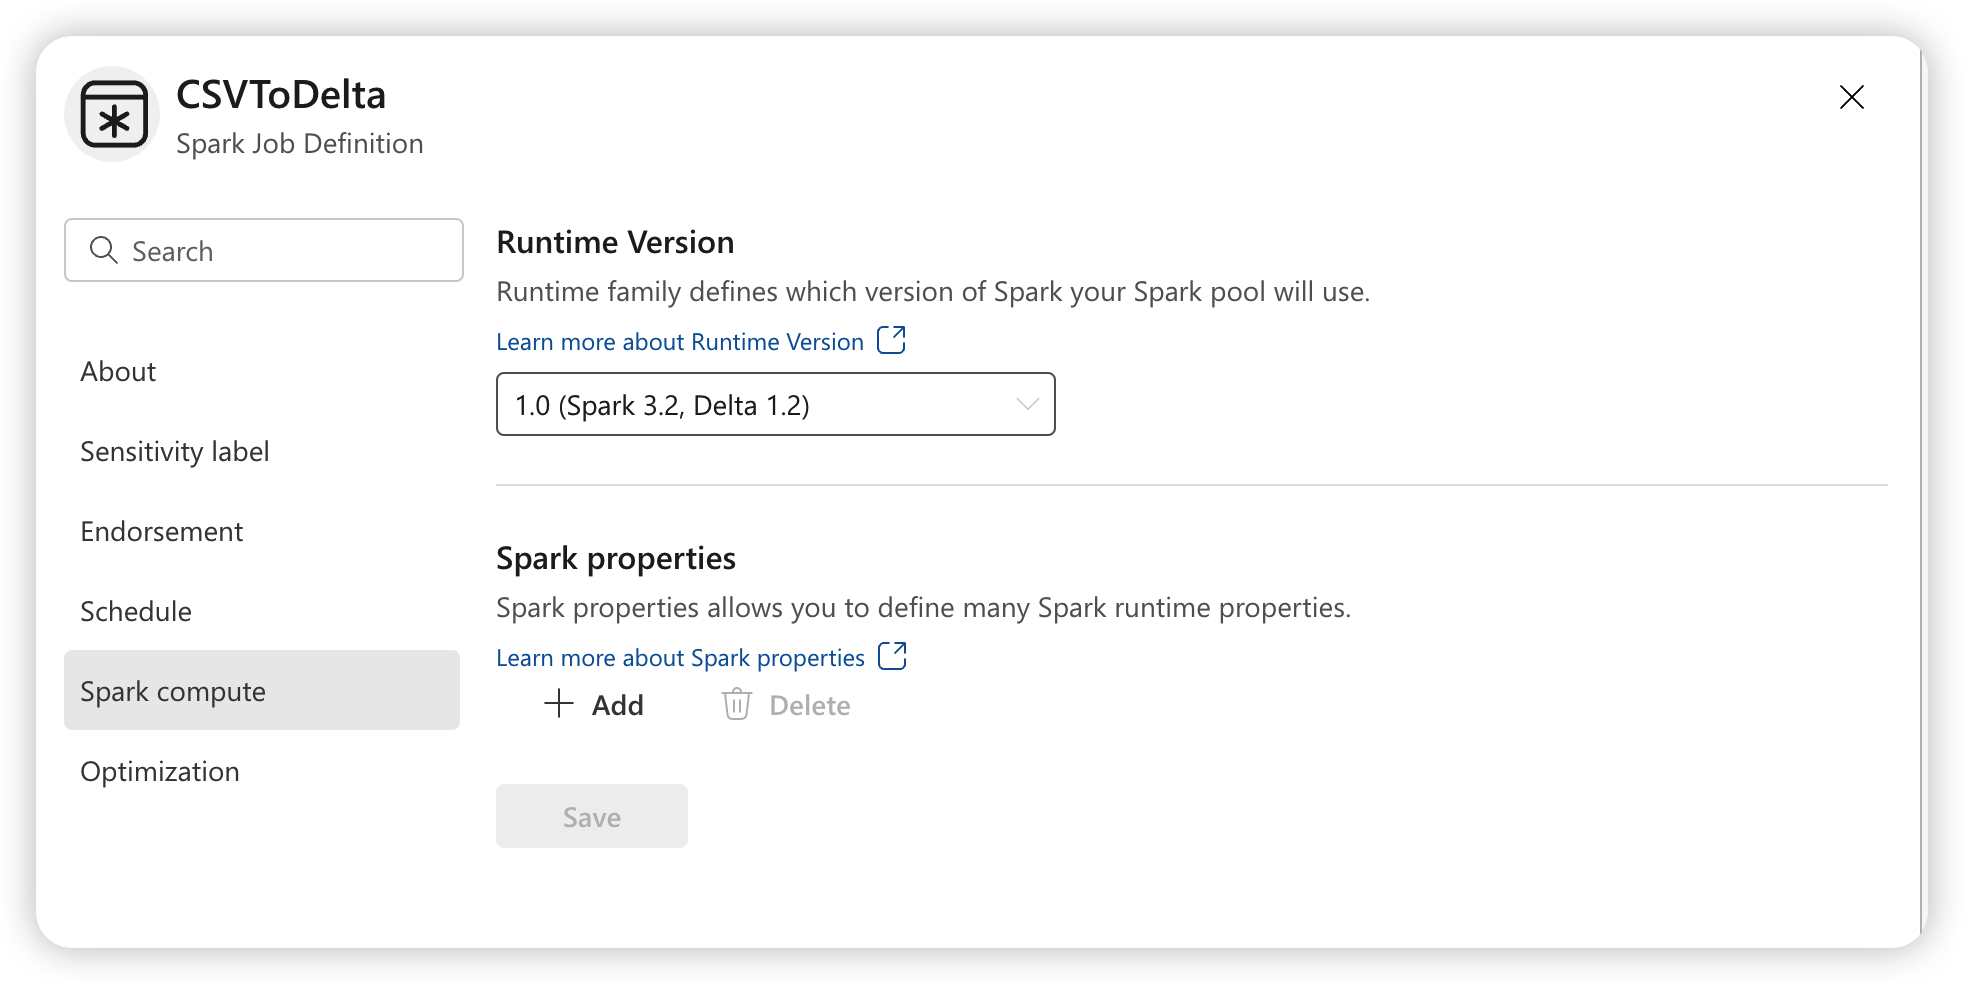 CSVToDelta
Spark Job Definition
Search
About
Sensitivity label
Endorsement
Schedule
Spark compute
Optimization
Runtime Version
Runtime family defines which version of Spark your Spark pool will use.
Learn more about Runtime Version
1.0 (Spark 3.2, Delta 1.2)
Spark properties
Spark properties allows you to define many Spark runtime properties.
Learn more about Spark properties
Add Delete
Save